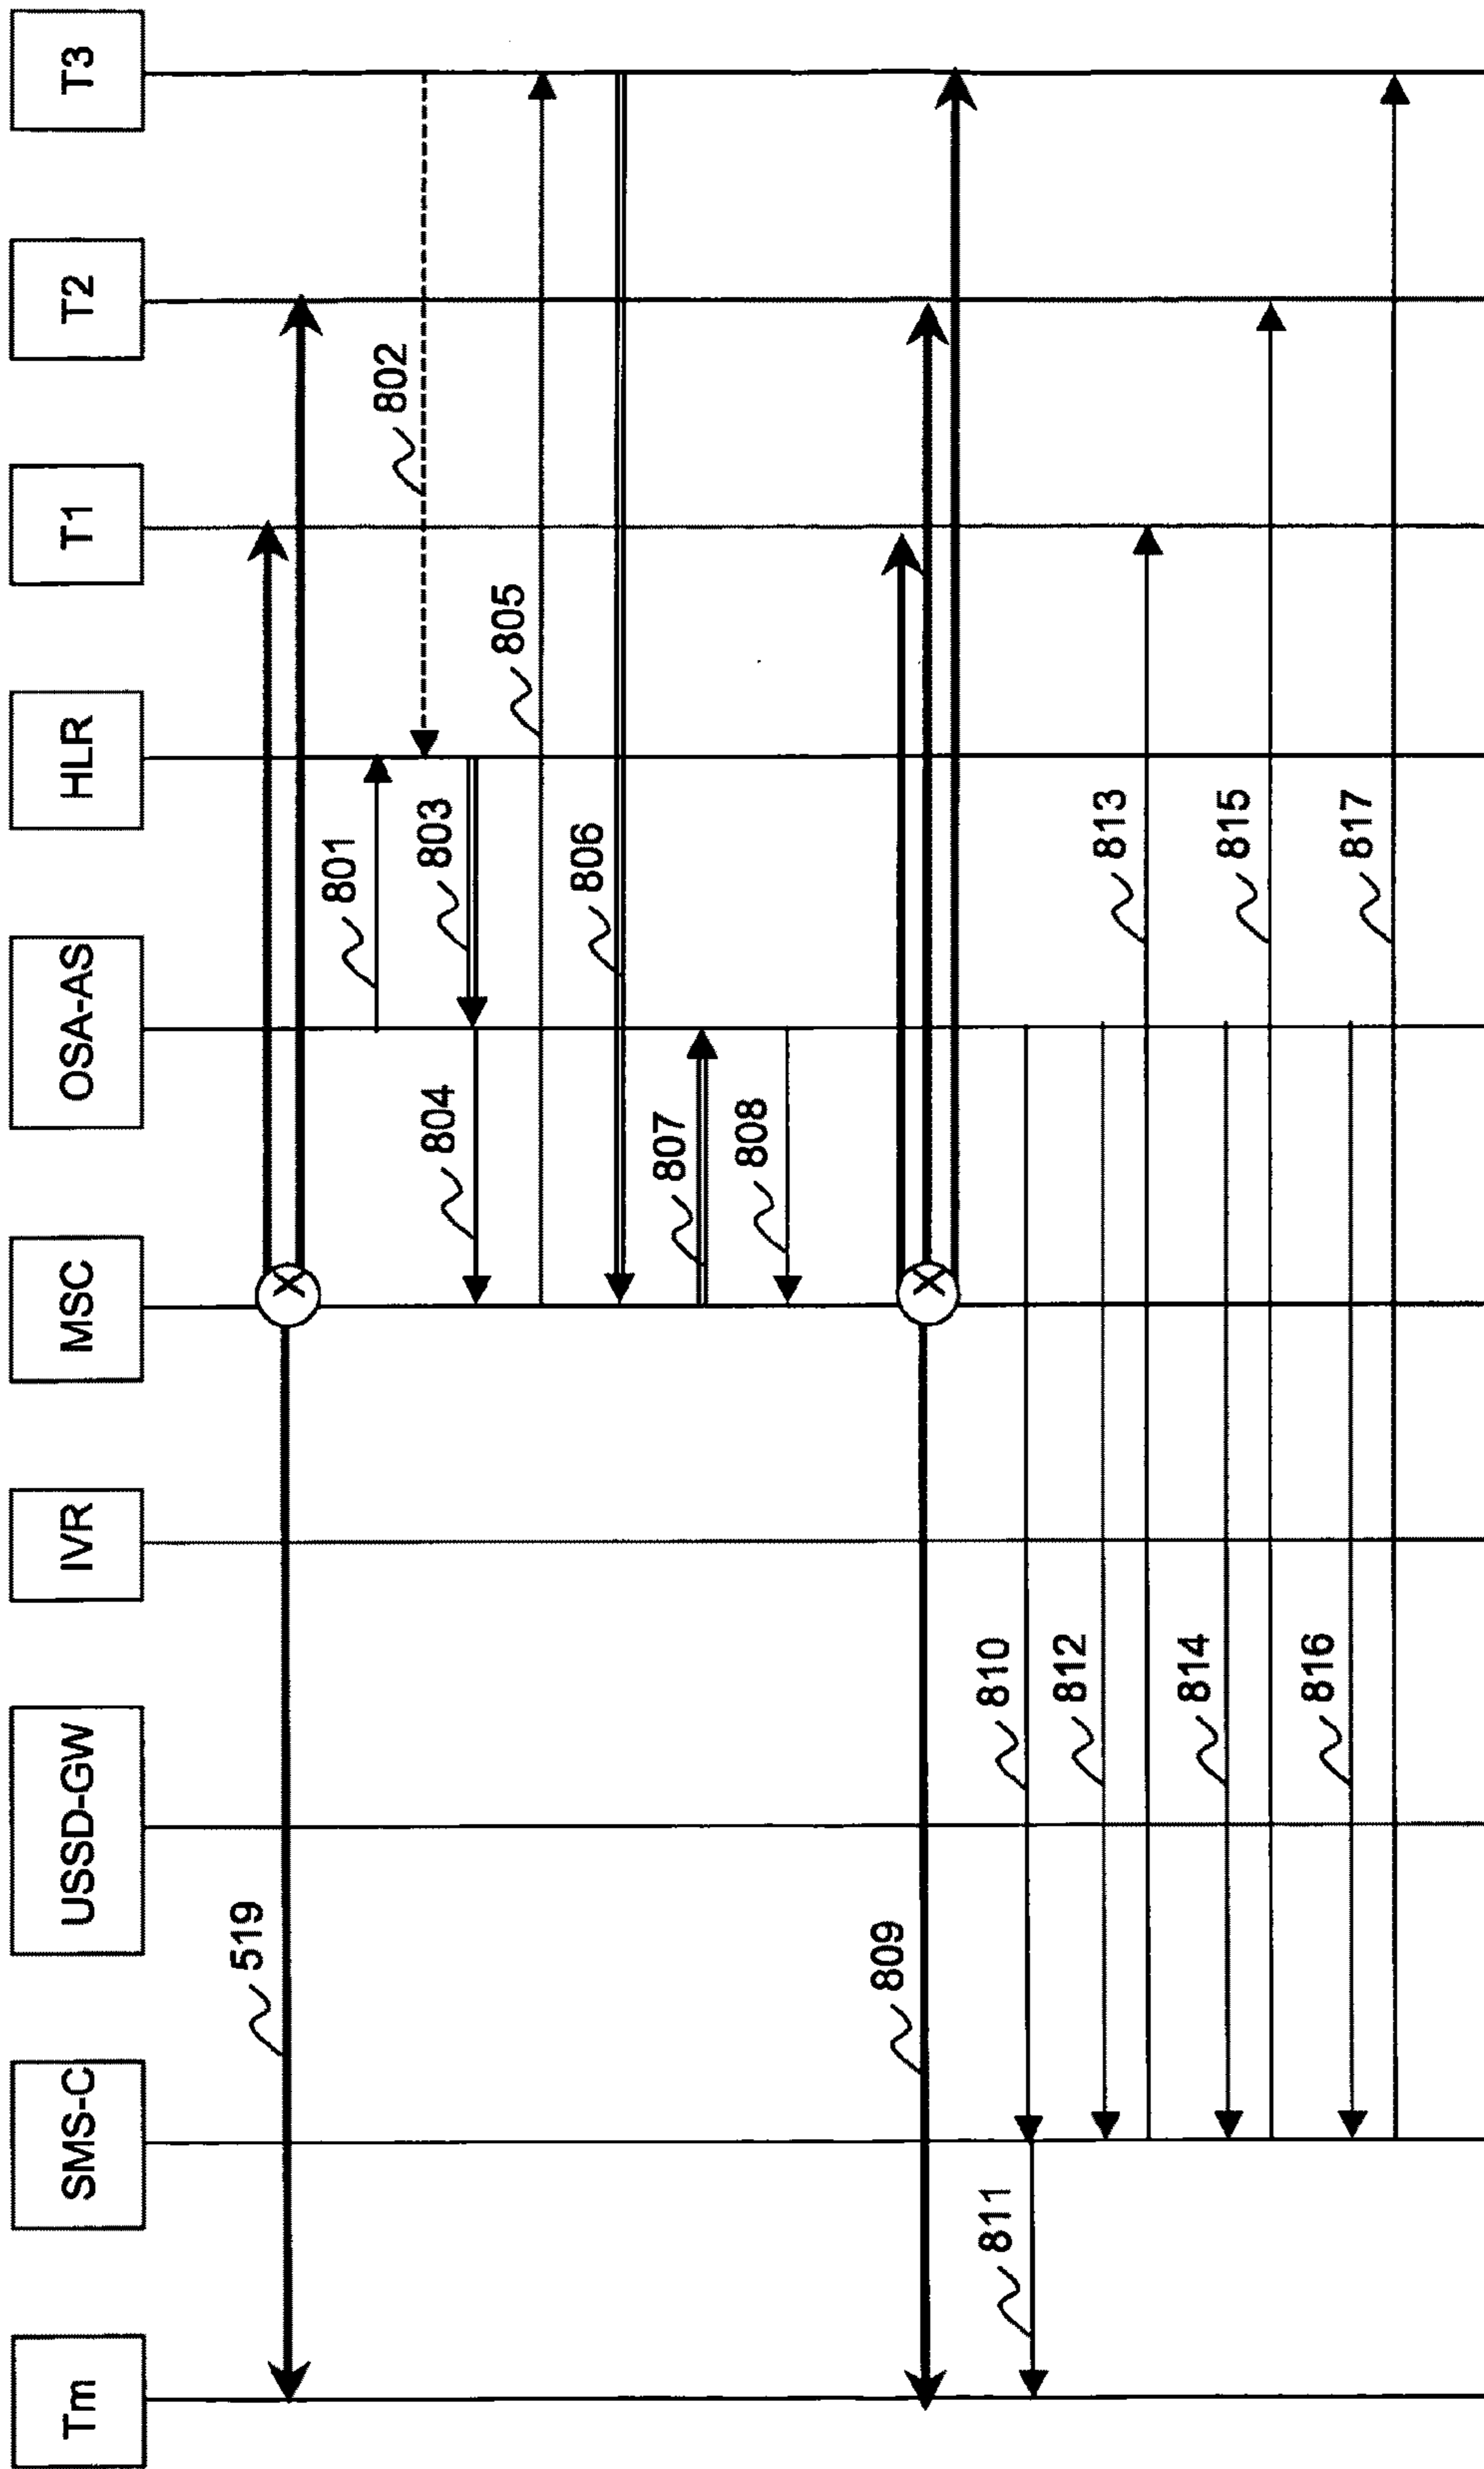 Tm
SMS-C
USSD-GW
IVR
MSC
OSA-AS
HLR
T1
T2
T3
519
801
802
803
804
805
806
807
808
809
810
811
812
813
814
815
816
817
X
X